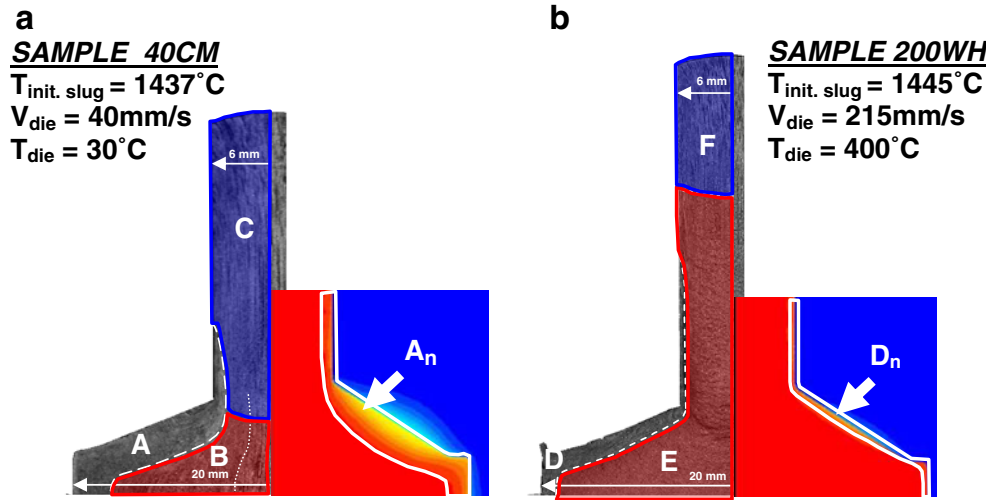 a
SAMPLE 40CM
Tinit. slug = 1437°C
Vdie = 40mm/s
Tdie = 30°C
6 mm
C
An
A
B
20 mm
b
SAMPLE 200WH
Tinit. slug = 1445°C
Vdie = 215mm/s
Tdie = 400°C
6 mm
F
Dn
D
E
20 mm